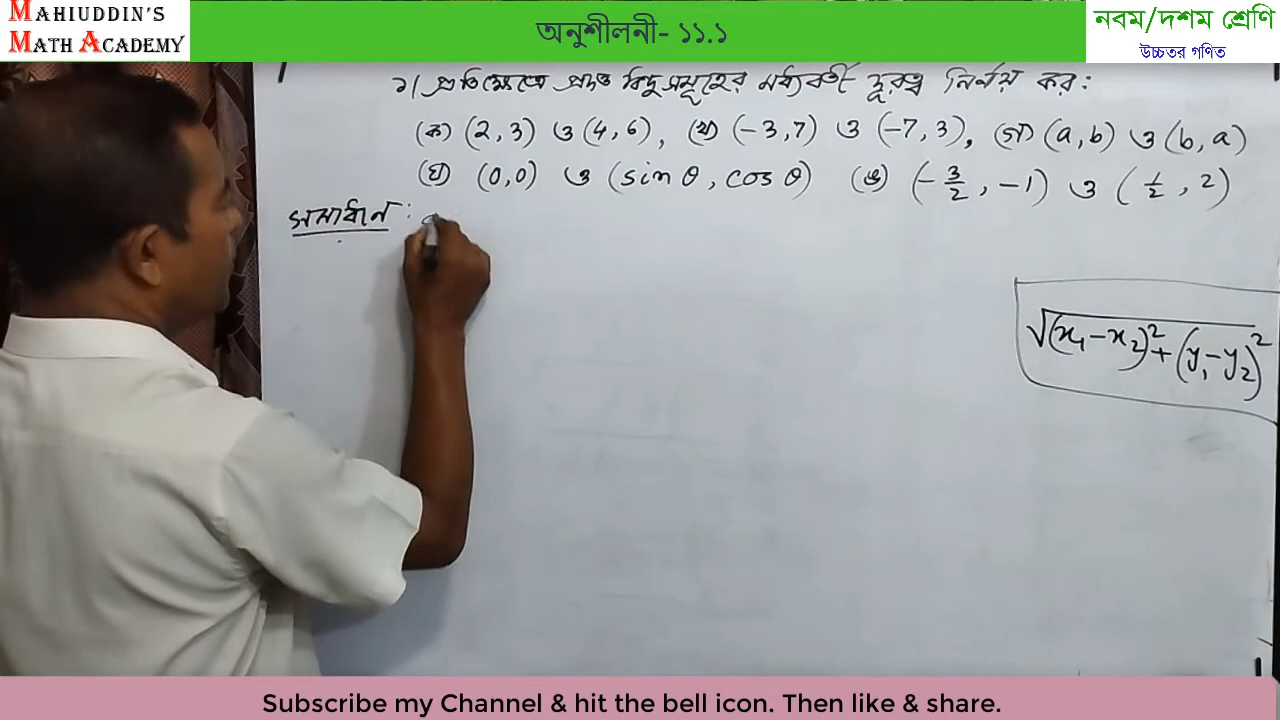 MAHIUDDIN'S
MATH ACADEMY
অনুশীলনী- ১১.১
নবম/দশম শ্রেণি
উচ্চতর গণিত
১। প্রতিক্ষেত্রে প্রদত্ত বিন্দুসমূহের মধ্যবর্তী দূরত্ব নির্ণয় কর:
(ক) (2, 3) ও (4, 6), (খ) (-3, 7) ও (-7, 3), (গ) (a, b) ও (b, a)
(ঘ) (0, 0) ও (sin θ, cos θ) (ঙ) (-3/2, -1) ও (1/2, 2)
সমাধান:
√(x₁-x₂)²+(y₁-y₂)²
Subscribe my Channel & hit the bell icon. Then like & share.